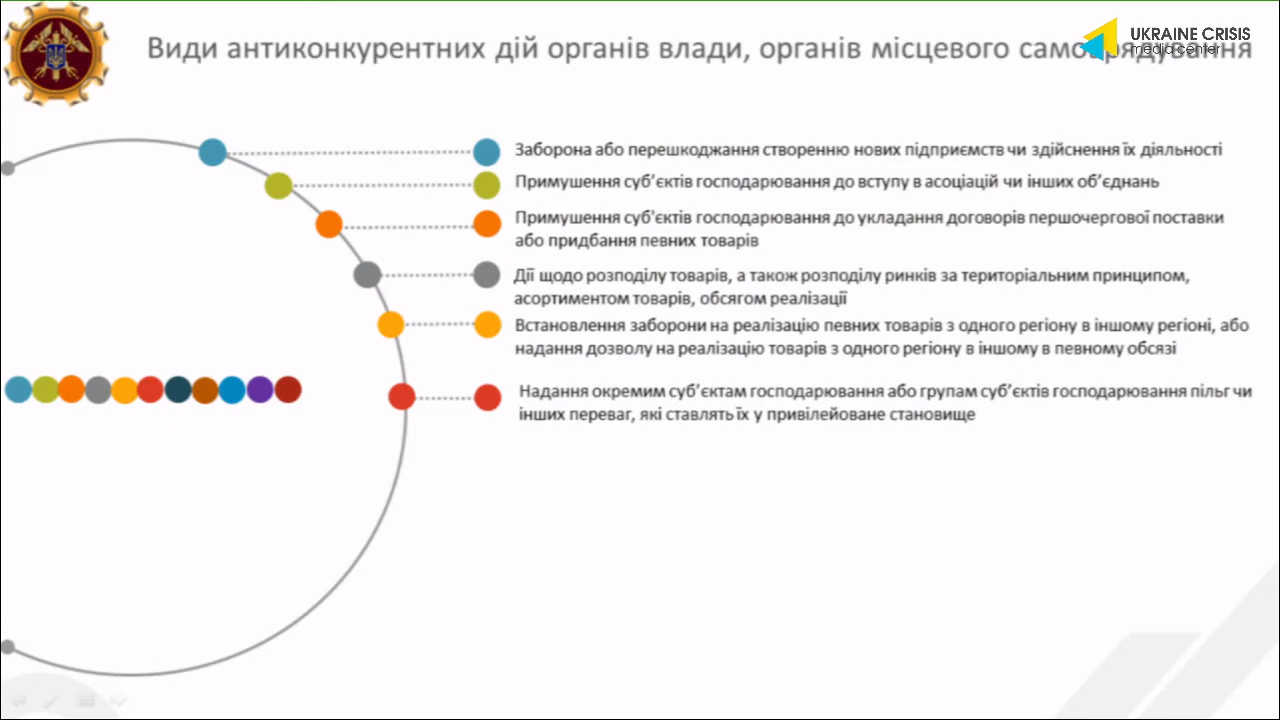 UKRAINE CRISIS
media center
Види антиконкурентних дій органів влади, органів місцевого самоврядування
Заборона або перешкоджання створенню нових підприємств чи здійснення їх діяльності
Примушення суб’єктів господарювання до вступу в асоціацій чи інших об’єднань
Примушення суб'єктів господарювання до укладання договорів першочергової поставки
або придбання певних товарів
Дії щодо розподілу товарів, а також розподілу ринків за територіальним принципом,
асортиментом товарів, обсягом реалізації
Встановлення заборони на реалізацію певних товарів з одного регіону в іншому регіоні, або
надання дозволу на реалізацію товарів з одного регіону в іншому в певному обсязі
Надання окремим суб’єктам господарювання або групам суб’єктів господарювання пільг чи
інших переваг, які ставлять їх у привілейоване становище